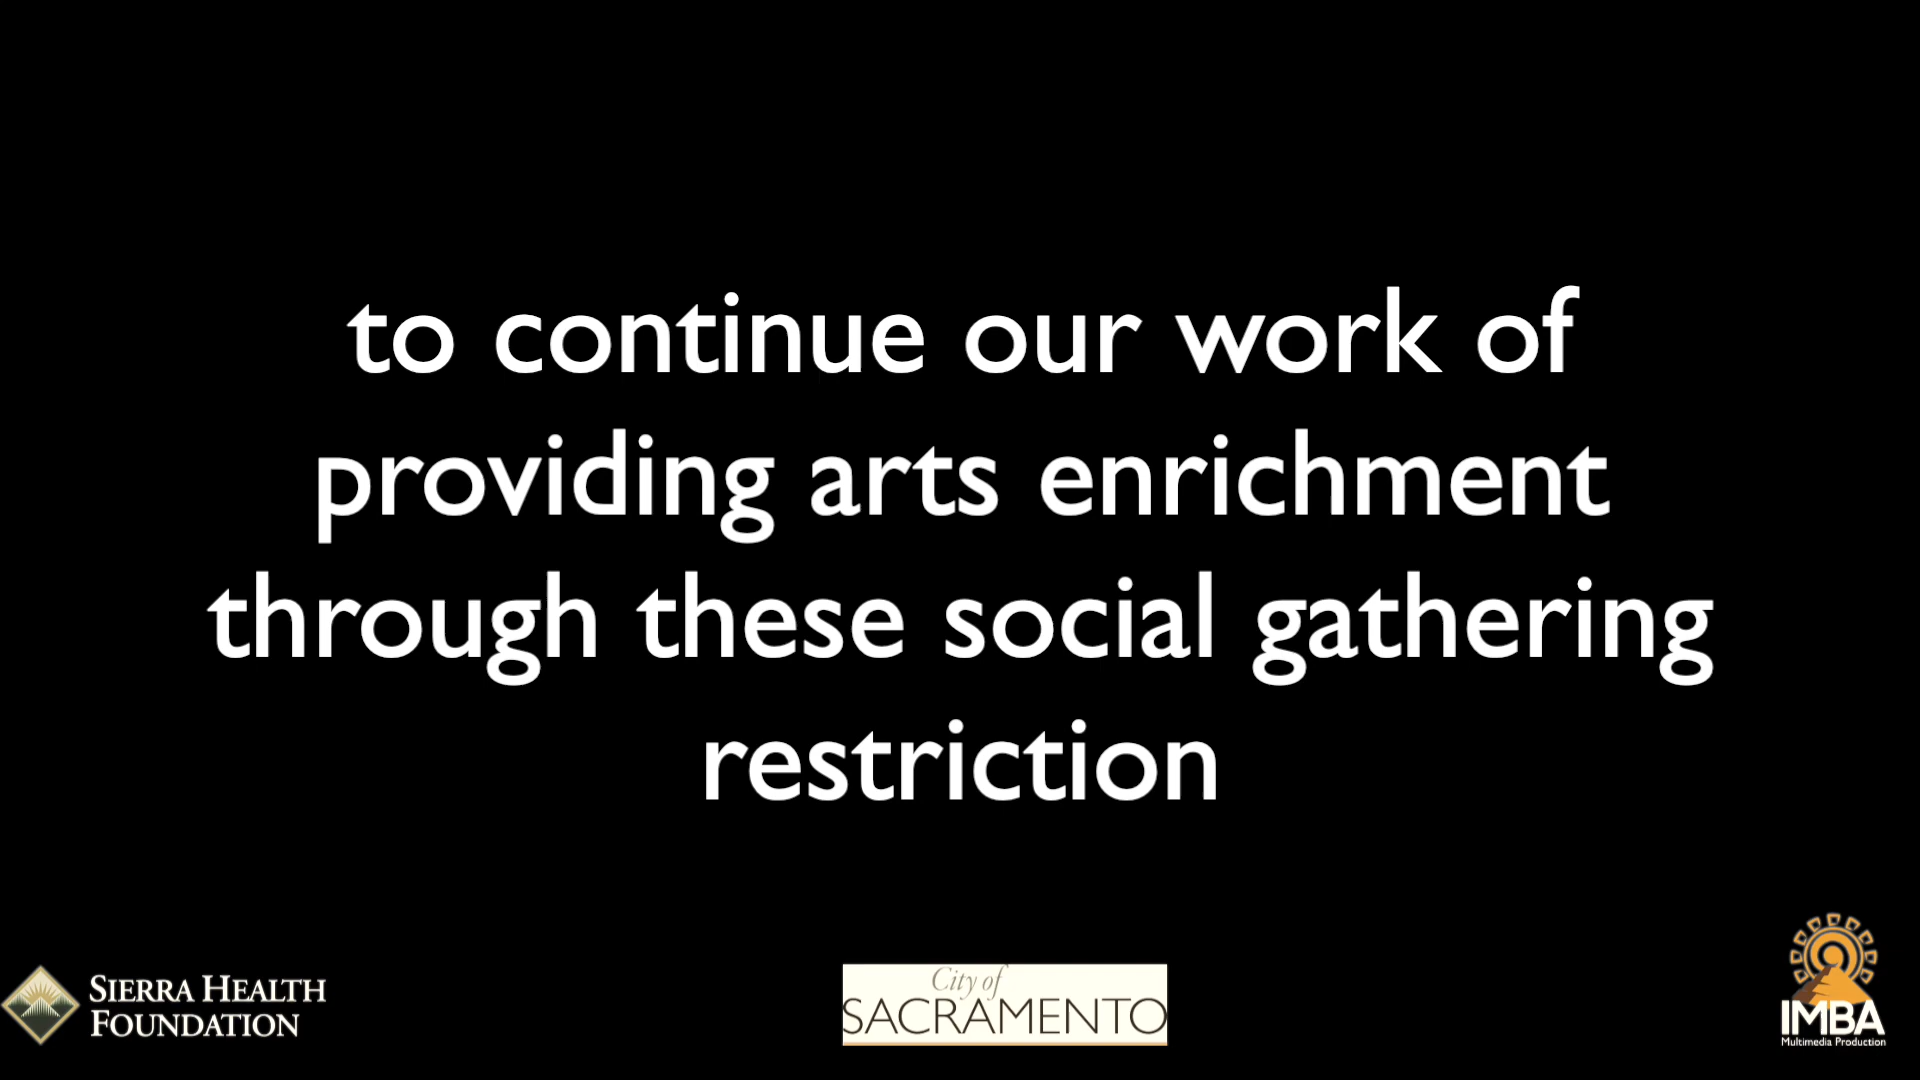 to continue our work of
providing arts enrichment
through these social gathering
restriction
SIERRA HEALTH
FOUNDATION
City of
SACRAMENTO
IMBA
Multimedia Production